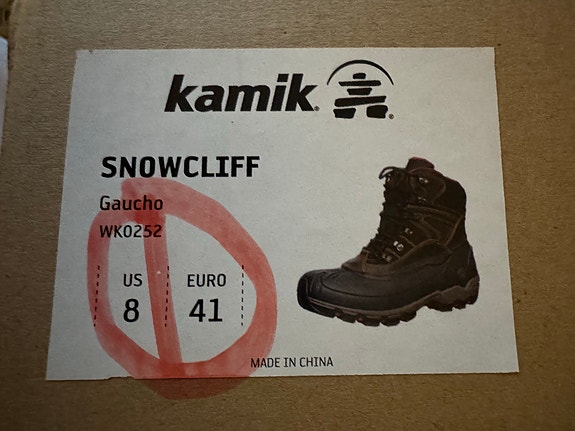 kamik®
SNOWCLIFF
Gaucho
WK0252
US EURO
8 41
MADE IN CHINA